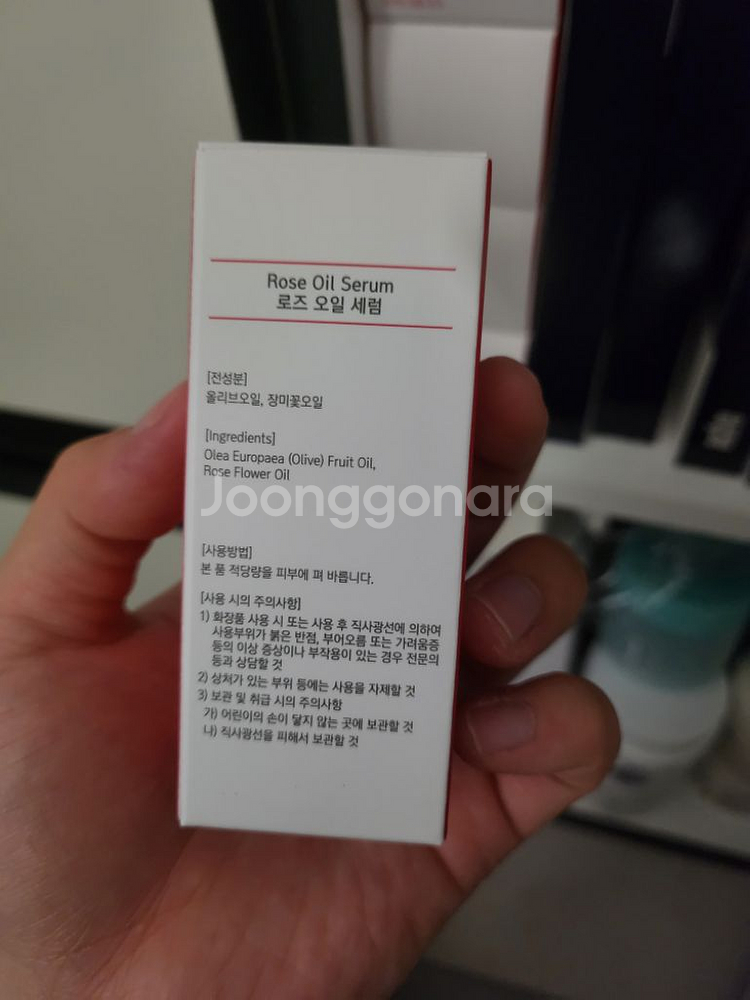 Rose Oil Serum
로즈 오일 세럼
[전성분]
올리브오일, 장미꽃오일
[Ingredients]
Olea Europaea (Olive) Fruit Oil,
Rose Flower Oil
Joonggonara
[사용방법]
본 품 적당량을 피부에 펴 바릅니다.
[사용 시의 주의사항]
1) 화장품 사용 시 또는 사용 후 직사광선에 의하여
사용부위가 붉은 반점, 부어오름 또는 가려움증
등의 이상 증상이나 부작용이 있는 경우 전문의
등과 상담할 것
2) 상처가 있는 부위 등에는 사용을 자제할 것
3) 보관 및 취급 시의 주의사항
가) 어린이의 손이 닿지 않는 곳에 보관할 것
나) 직사광선을 피해서 보관할 것